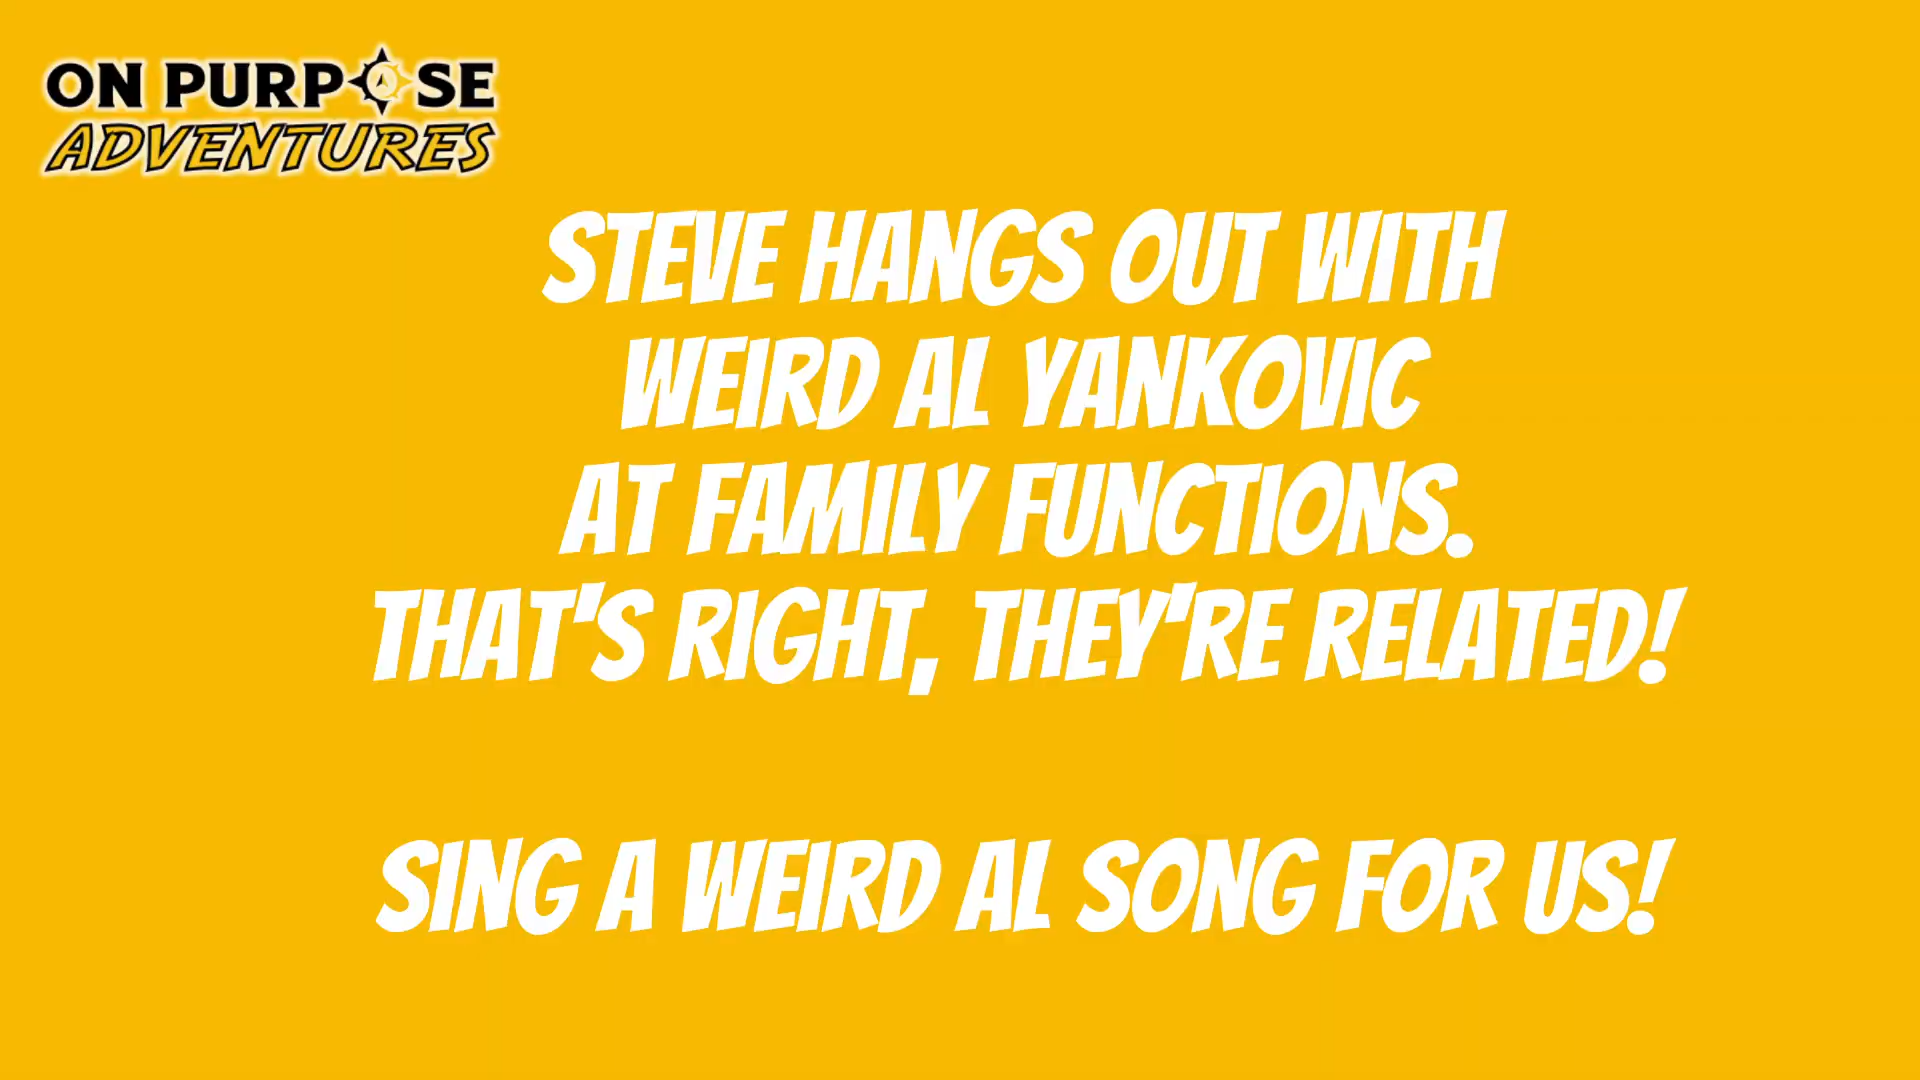 ON PURPOSE
ADVENTURES
STEVE HANGS OUT WITH
WEIRD AL YANKOVIC
AT FAMILY FUNCTIONS.
THAT'S RIGHT, THEY'RE RELATED!
SING A WEIRD AL SONG FOR US!